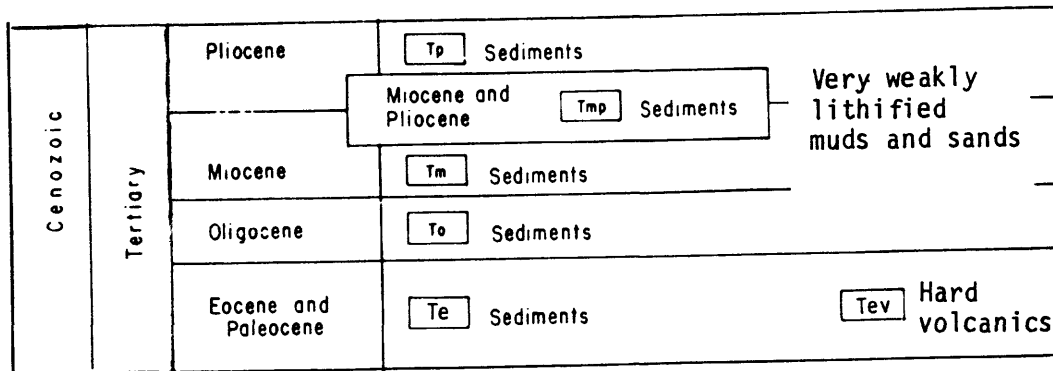 Cenozoic
Tertiary
Pliocene
Tp Sediments
Miocene and
Pliocene
Tmp Sediments
Very weakly
lithified
muds and sands
Miocene
Tm Sediments
Oligocene
To Sediments
Eocene and
Paleocene
Te Sediments
Tev Hard
volcanics